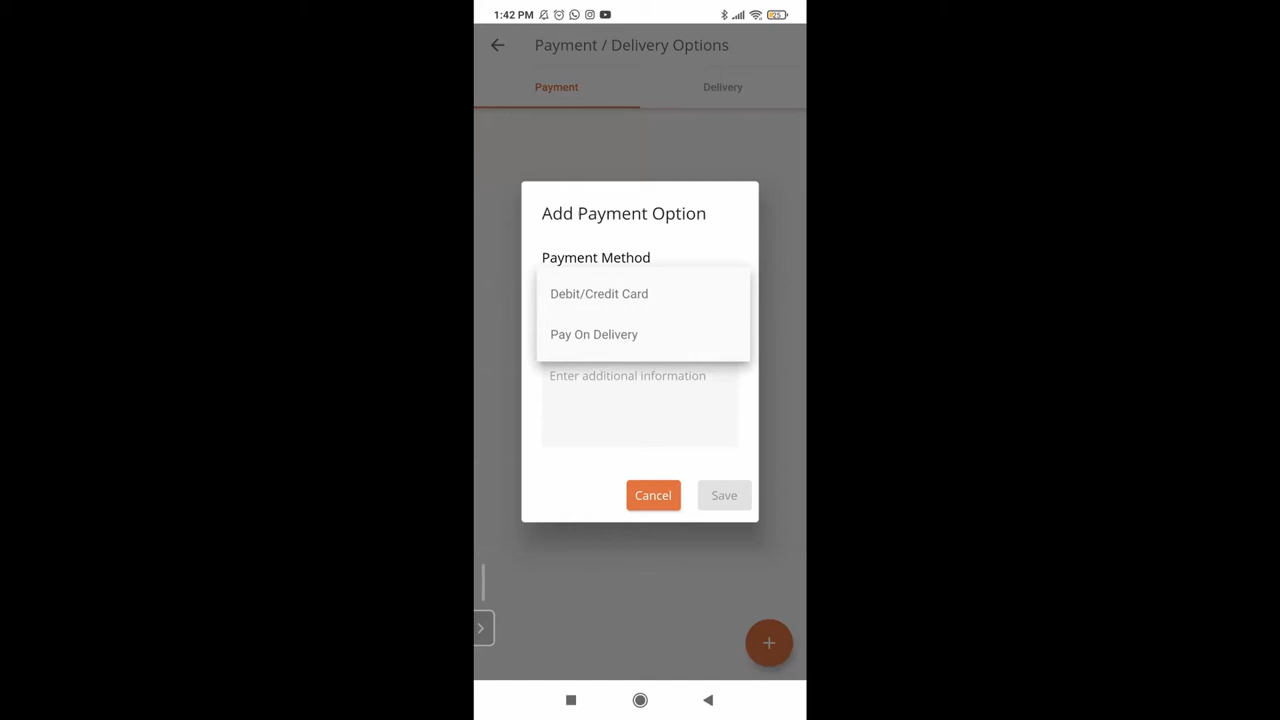 1:42 PM
25
Payment / Delivery Options
Payment
Delivery
Add Payment Option
Payment Method
Debit/Credit Card
Pay On Delivery
Enter additional information
Cancel
Save